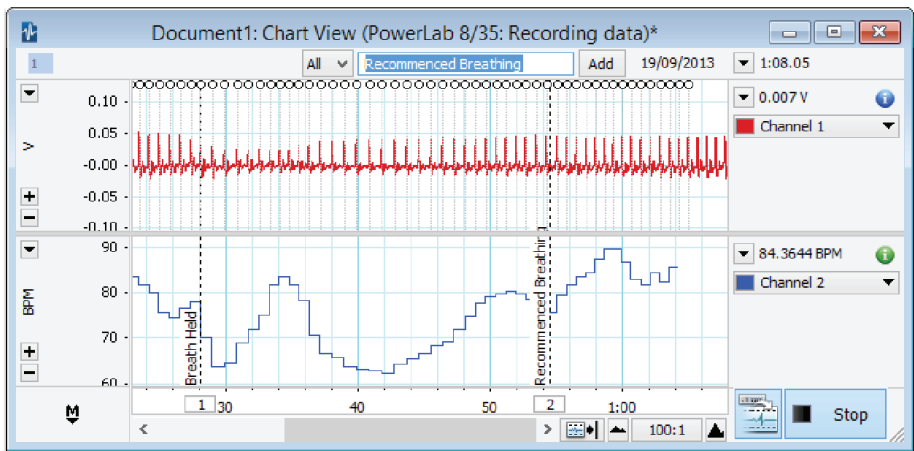 Document1: Chart View (PowerLab 8/35: Recording data)*
1 All Recommenced Breathing Add 19/09/2013 1:08.05
0.10
0.05
-0.00
-0.05
-0.10
V
+
−
0.007 V
Channel 1
90
80
70
60
BPM
+
−
Breath Held
Recommenced Breathing
84.3644 BPM
Channel 2
M
1 30 40 50 2 1:00
100:1
Stop